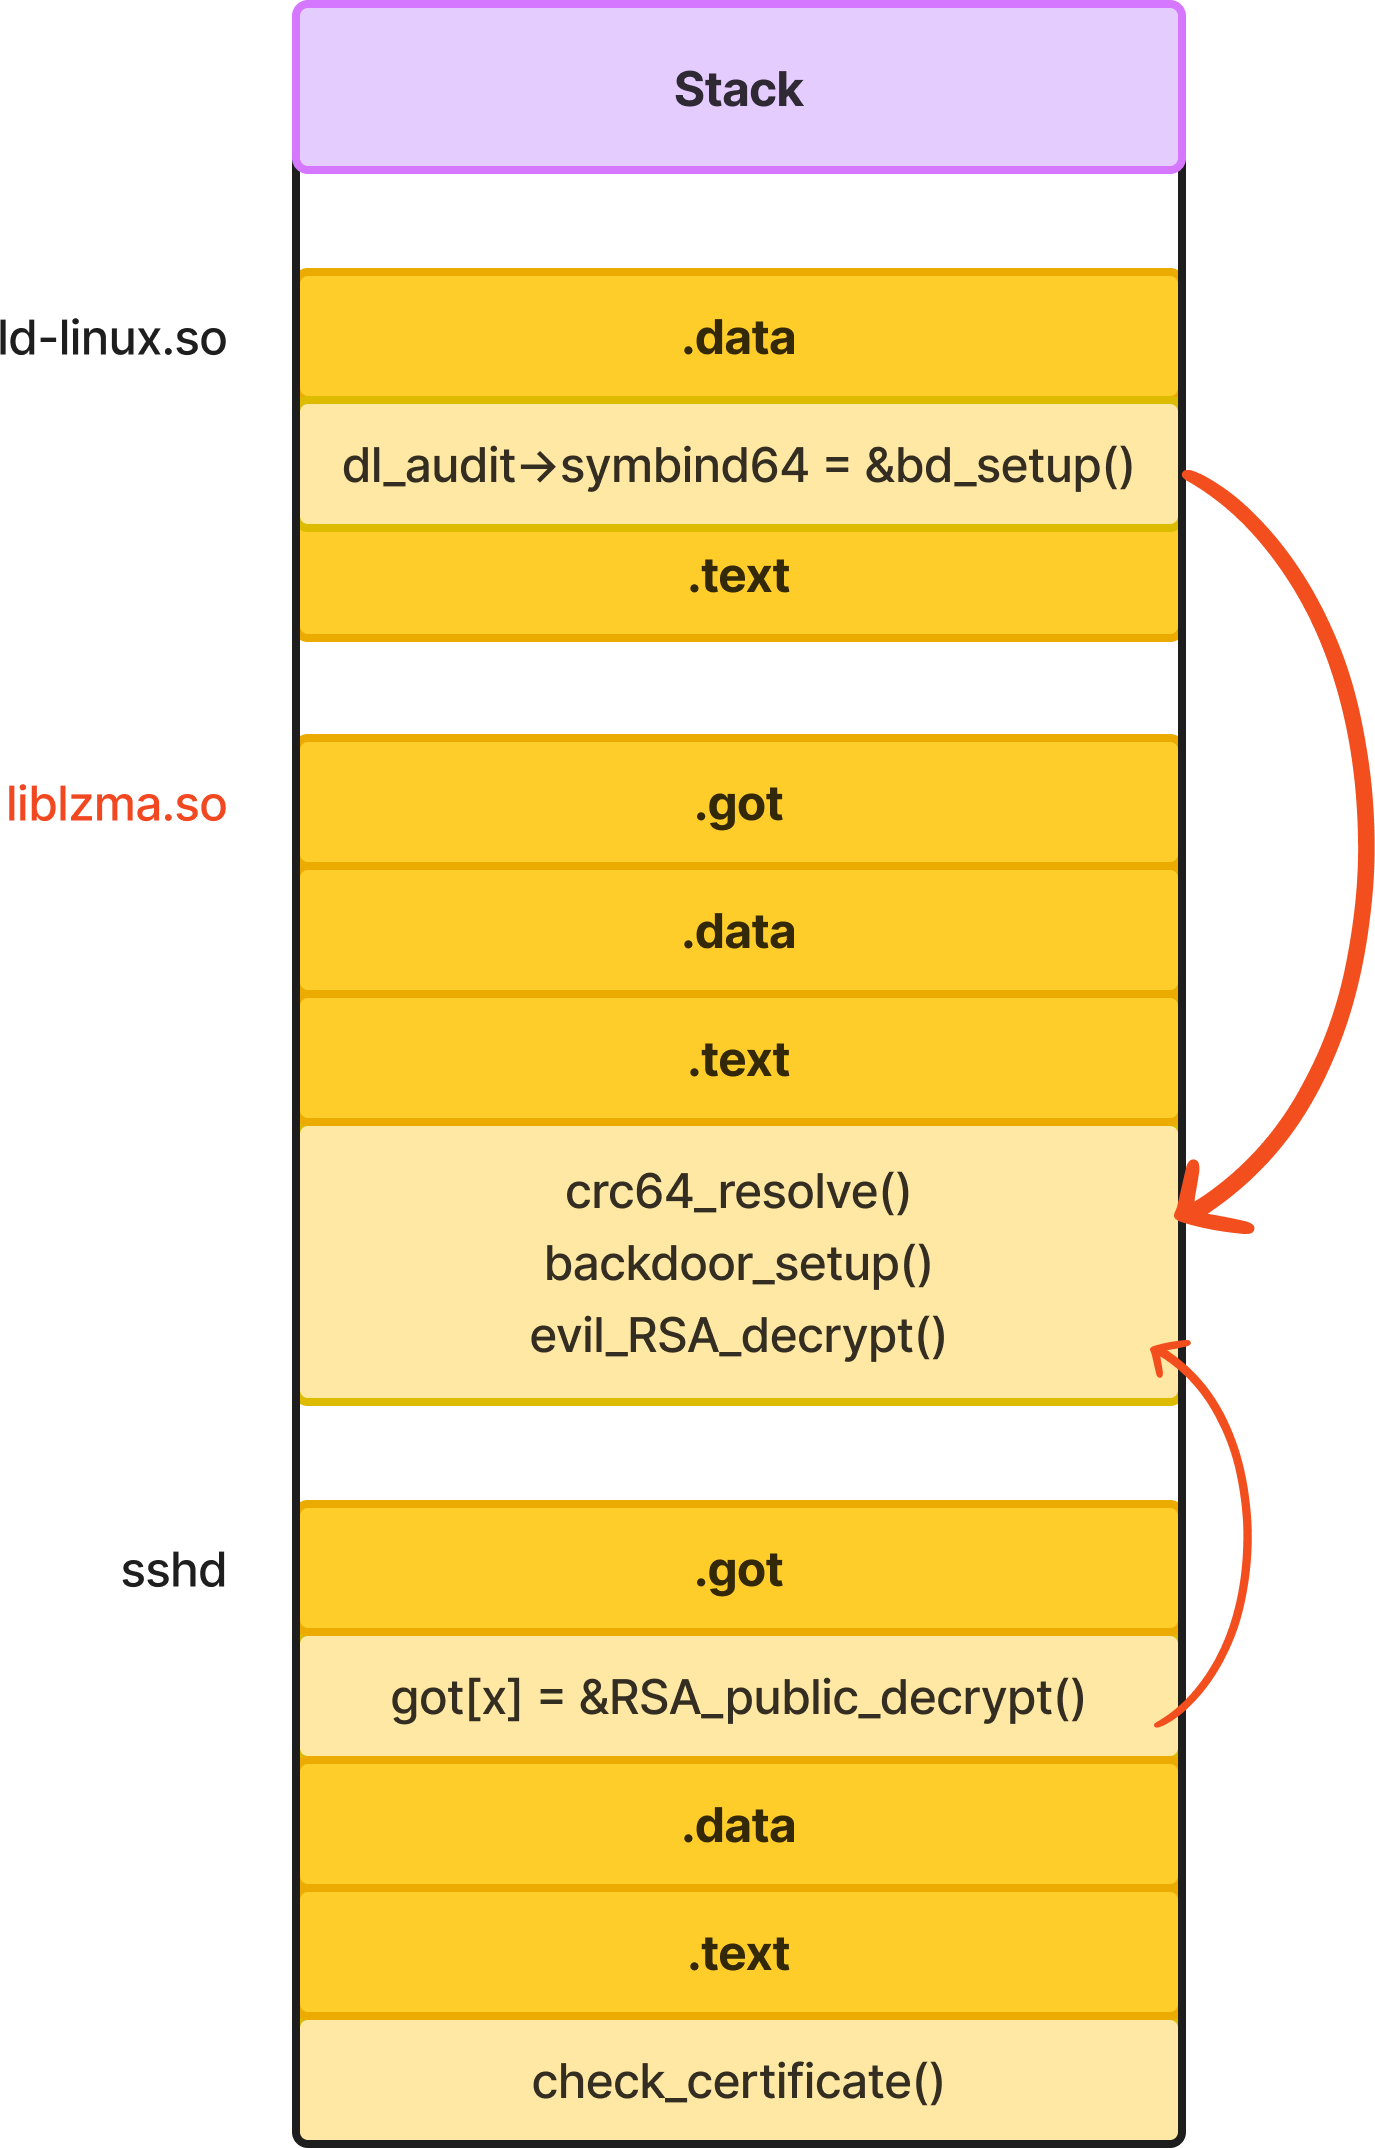 Stack
ld-linux.so
.data
dl_audit→symbind64 = &bd_setup()
.text
liblzma.so
.got
.data
.text
crc64_resolve()
backdoor_setup()
evil_RSA_decrypt()
sshd
.got
got[x] = &RSA_public_decrypt()
.data
.text
check_certificate()